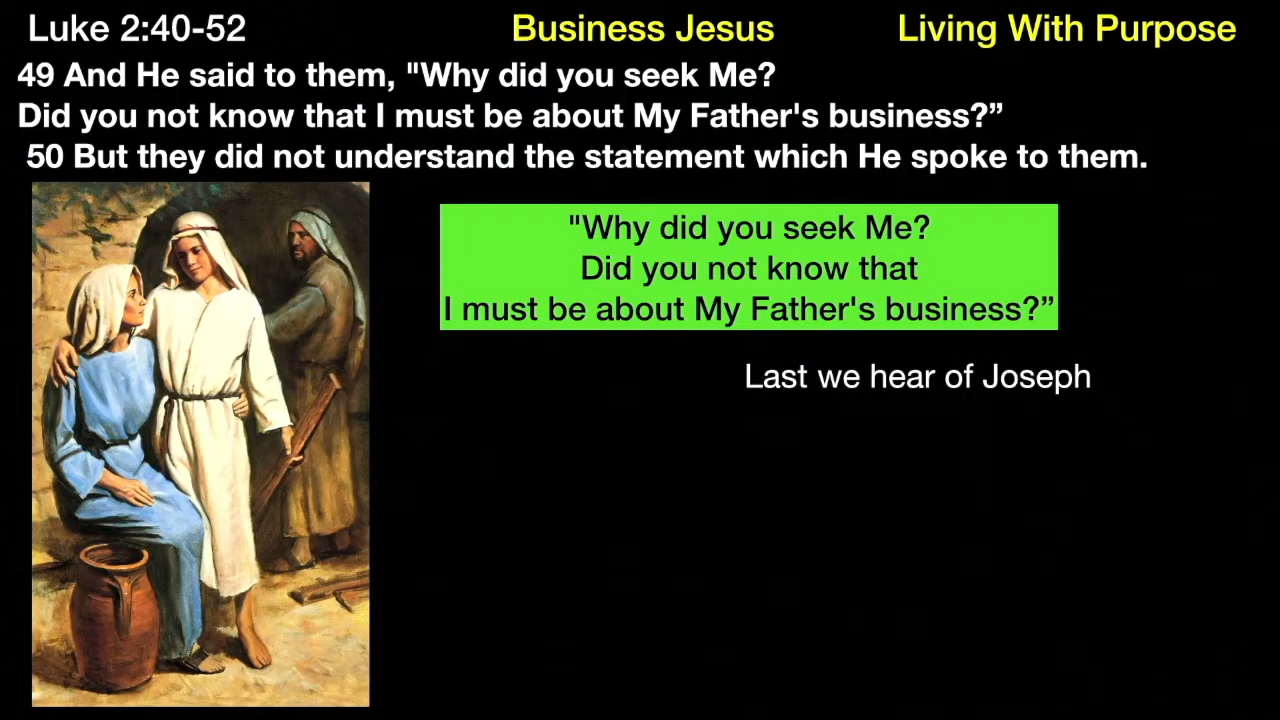 Luke 2:40-52 Business Jesus Living With Purpose
49 And He said to them, "Why did you seek Me?
Did you not know that I must be about My Father's business?”
50 But they did not understand the statement which He spoke to them.
"Why did you seek Me?
Did you not know that
I must be about My Father's business?”
Last we hear of Joseph